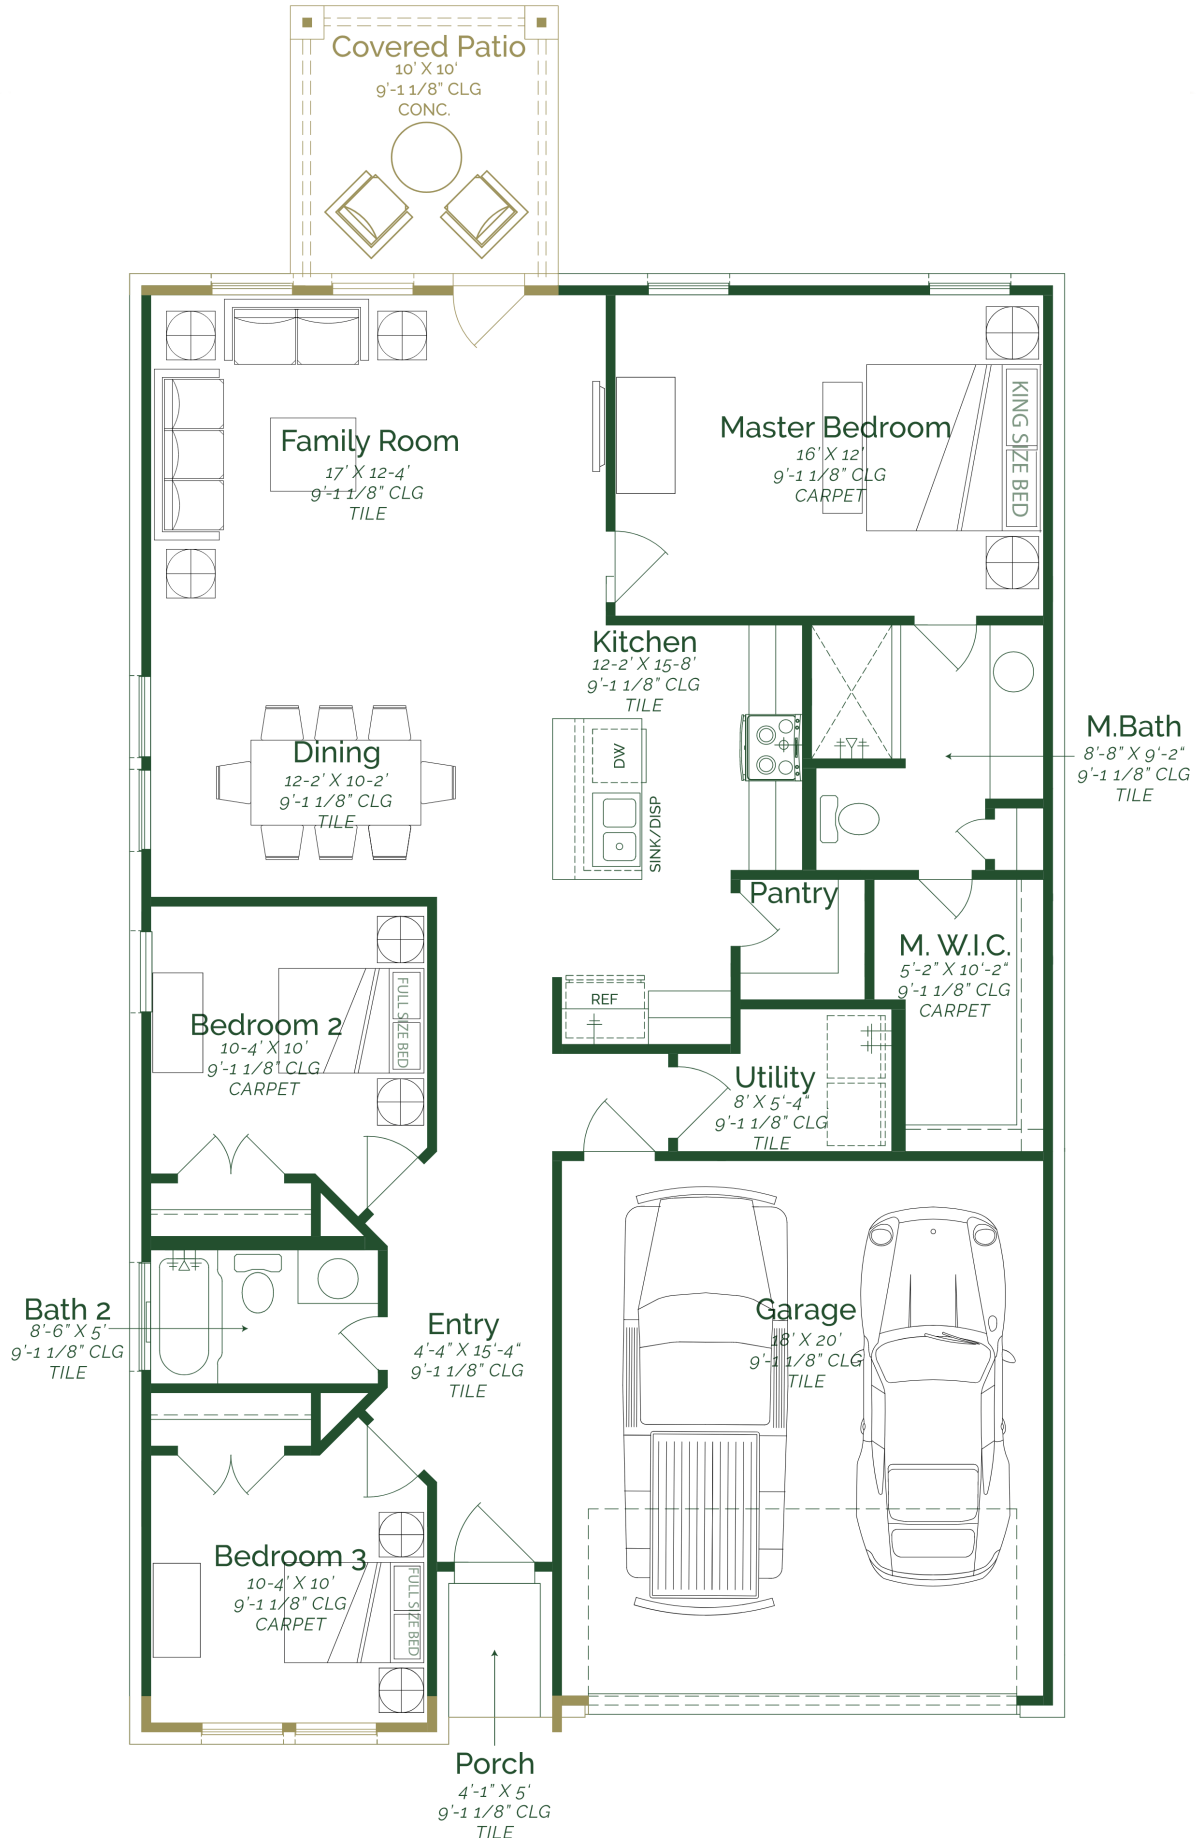 Covered Patio
10' X 10'
9'-1 1/8" CLG
CONC.
Family Room
17' X 12-4'
9'-1 1/8" CLG
TILE
Master Bedroom
16' X 12'
9'-1 1/8" CLG
CARPET
KING SIZE BED
Kitchen
12-2' X 15-8'
9'-1 1/8" CLG
TILE
DW
SINK/DISP
Dining
12-2' X 10-2'
9'-1 1/8" CLG
TILE
M.Bath
8'-8" X 9'-2"
9'-1 1/8" CLG
TILE
Pantry
M. W.I.C.
5'-2" X 10'-2"
9'-1 1/8" CLG
CARPET
REF
Bedroom 2
10-4' X 10'
9'-1 1/8" CLG
CARPET
FULL SIZE BED
Utility
8' X 5'-4"
9'-1 1/8" CLG
TILE
Bath 2
8'-6" X 5'
9'-1 1/8" CLG
TILE
Entry
4'-4" X 15'-4"
9'-1 1/8" CLG
TILE
Garage
18' X 20'
9'-1 1/8" CLG
TILE
Bedroom 3
10-4' X 10'
9'-1 1/8" CLG
CARPET
FULL SIZE BED
Porch
4'-1" X 5'
9'-1 1/8" CLG
TILE